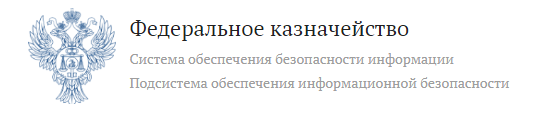 Федеральное казначейство
Система обеспечения безопасности информации
Подсистема обеспечения информационной безопасности